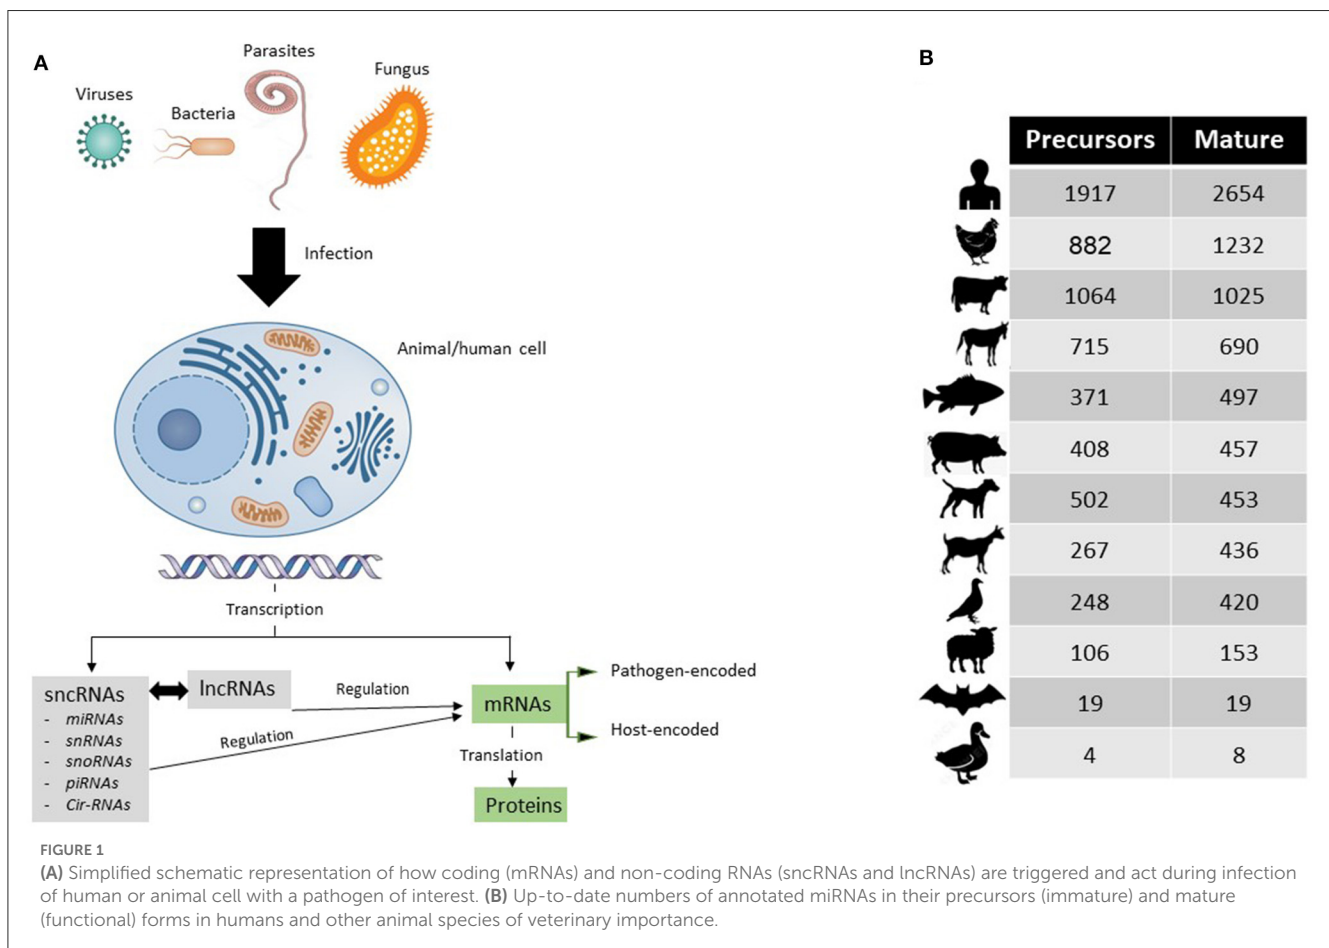 A
Viruses
Bacteria
Parasites
Fungus
Infection
Animal/human cell
Transcription
sncRNAs
- miRNAs
- snRNAs
- snoRNAs
- piRNAs
- Cir-RNAs
lncRNAs
Regulation
Regulation
mRNAs
Pathogen-encoded
Host-encoded
Translation
Proteins
B
Precursors Mature
1917 2654
882 1232
1064 1025
715 690
371 497
408 457
502 453
267 436
248 420
106 153
19 19
4 8
FIGURE 1
(A) Simplified schematic representation of how coding (mRNAs) and non-coding RNAs (sncRNAs and lncRNAs) are triggered and act during infection
of human or animal cell with a pathogen of interest. (B) Up-to-date numbers of annotated miRNAs in their precursors (immature) and mature
(functional) forms in humans and other animal species of veterinary importance.